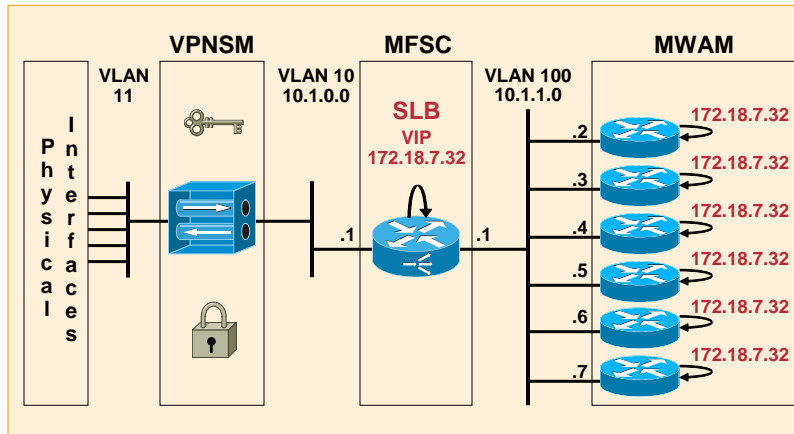 VPNSM
MFSC
MWAM
VLAN
11
VLAN 10
10.1.0.0
VLAN 100
10.1.1.0
Physical
Interfaces
SLB
VIP
172.18.7.32
.1
.1
.2
172.18.7.32
.3
172.18.7.32
.4
172.18.7.32
.5
172.18.7.32
.6
172.18.7.32
.7
172.18.7.32